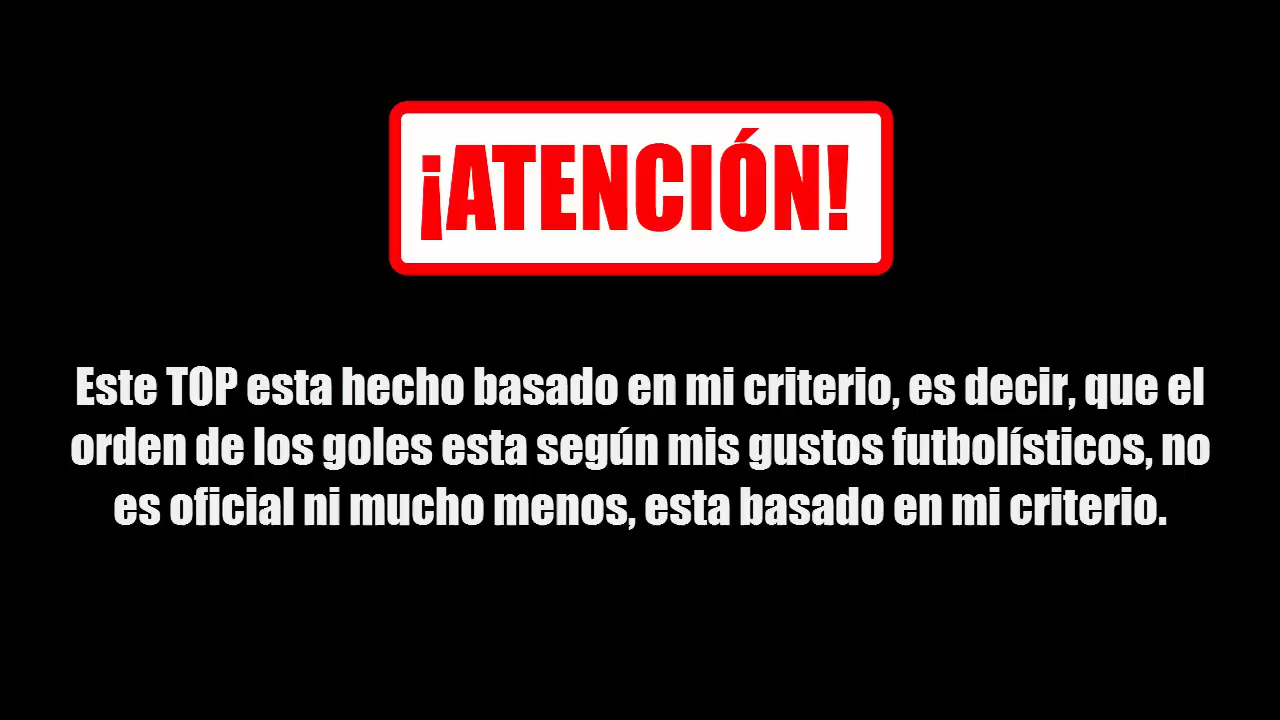 ¡ATENCIÓN!
Este TOP esta hecho basado en mi criterio, es decir, que el
orden de los goles esta según mis gustos futbolísticos, no
es oficial ni mucho menos, esta basado en mi criterio.